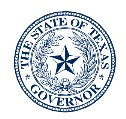 THE STATE OF TEXAS
GOVERNOR